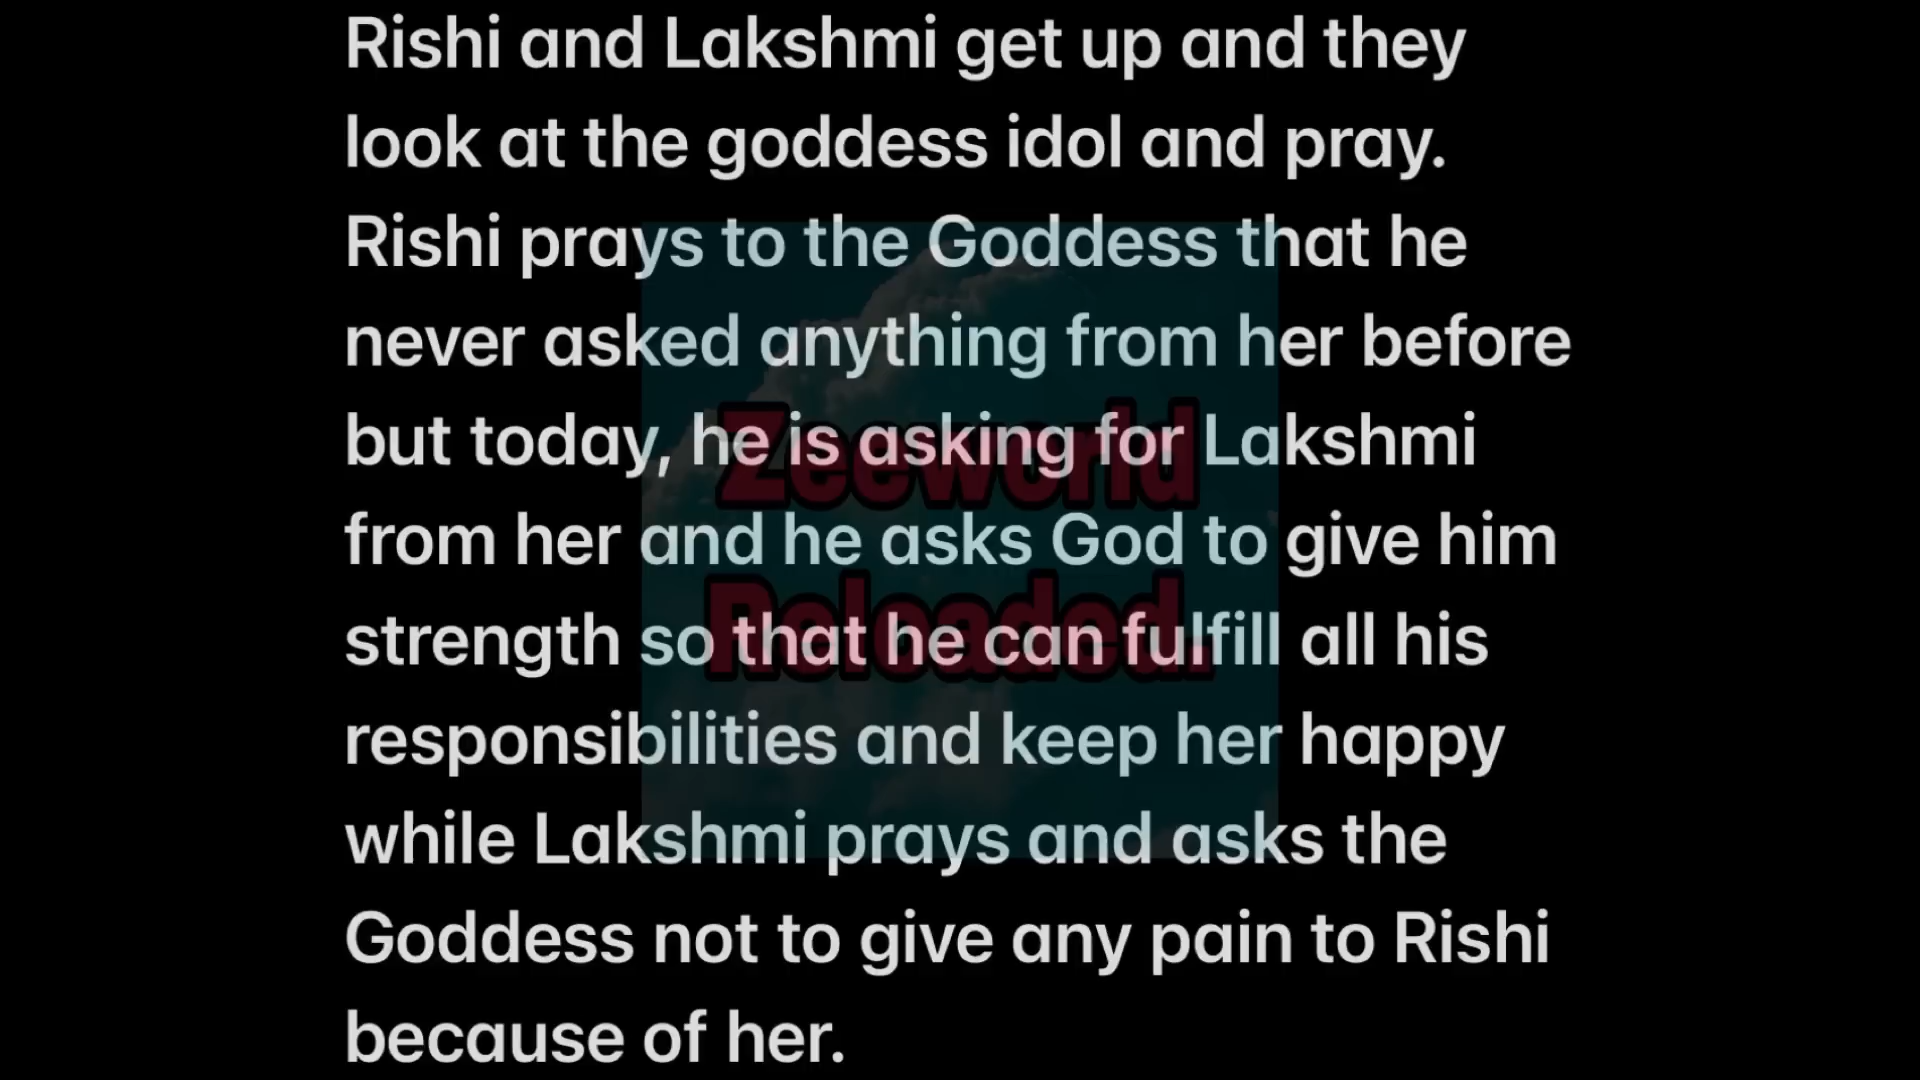 Rishi and Lakshmi get up and they
look at the goddess idol and pray.
Rishi prays to the Goddess that he
never asked anything from her before
but today, he is asking for Lakshmi
from her and he asks God to give him
strength so that he can fulfill all his
responsibilities and keep her happy
while Lakshmi prays and asks the
Goddess not to give any pain to Rishi
because of her.
Zeeworld
Reloaded.